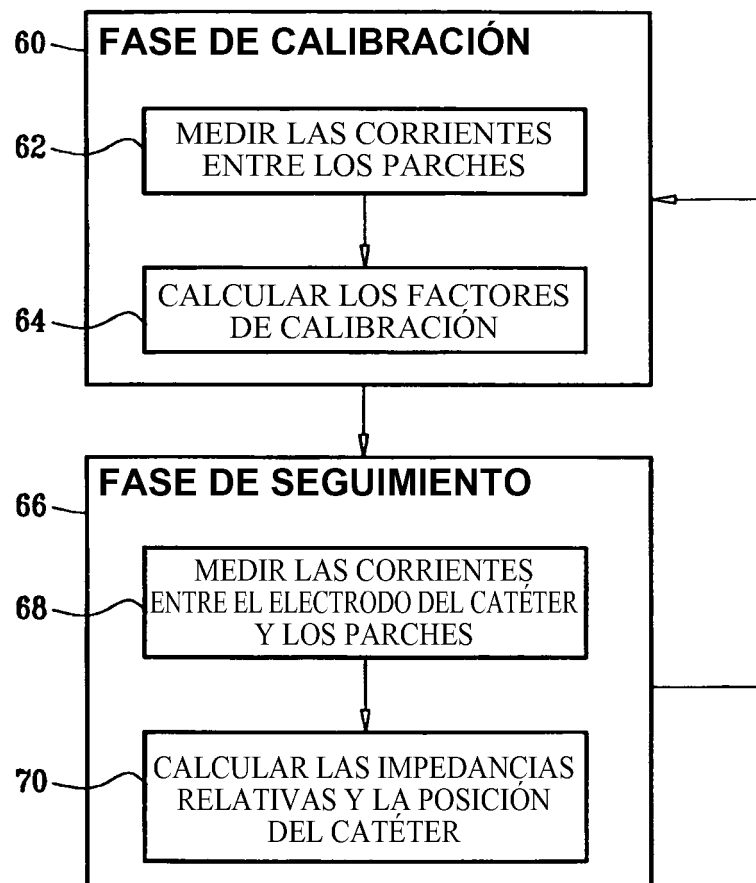 60
FASE DE CALIBRACIÓN
62
MEDIR LAS CORRIENTES
ENTRE LOS PARCHES
64
CALCULAR LOS FACTORES
DE CALIBRACIÓN
66
FASE DE SEGUIMIENTO
68
MEDIR LAS CORRIENTES
ENTRE EL ELECTRODO DEL CATÉTER
Y LOS PARCHES
70
CALCULAR LAS IMPEDANCIAS
RELATIVAS Y LA POSICIÓN
DEL CATÉTER